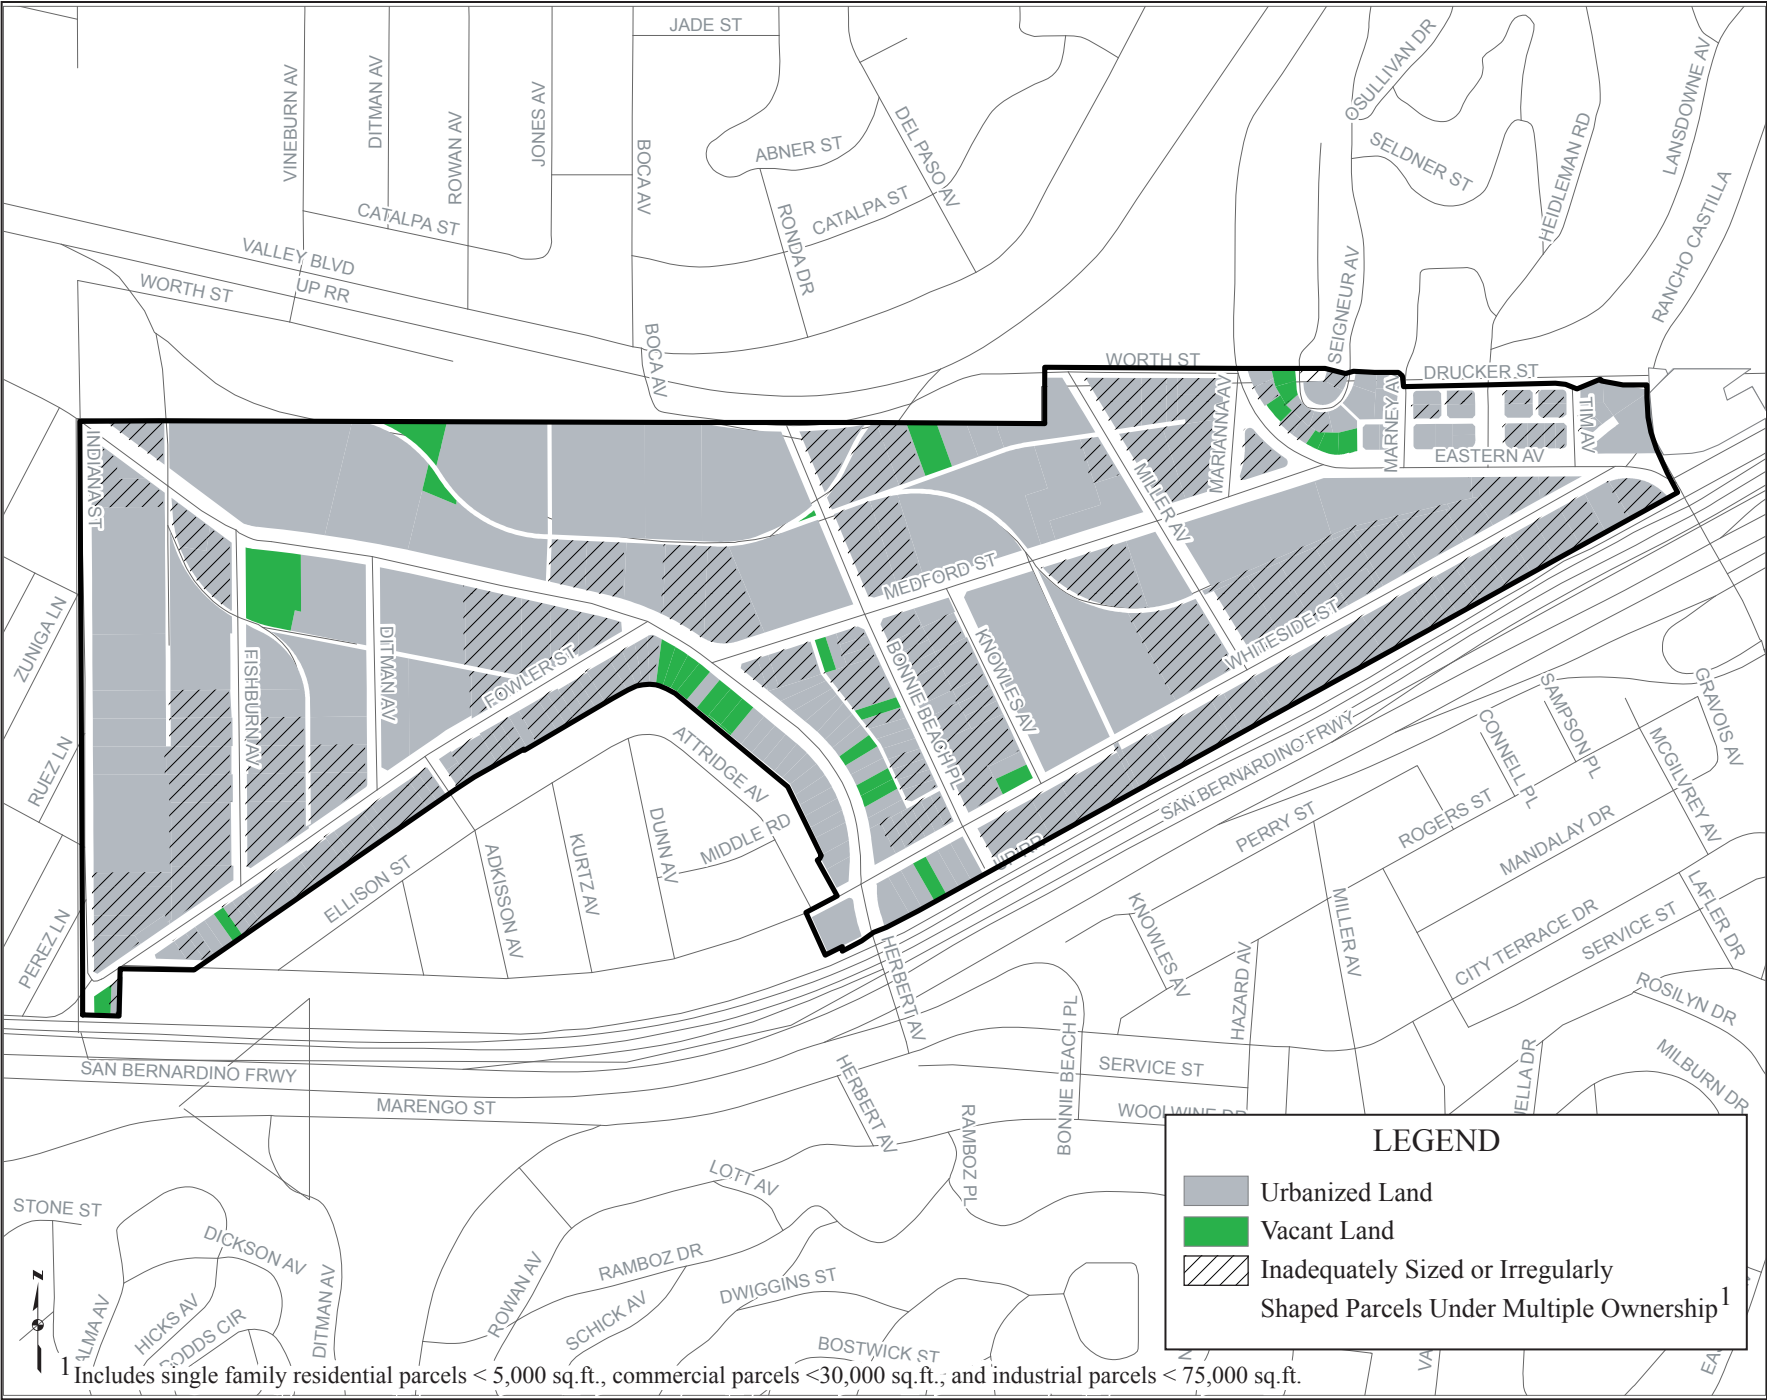 JADE ST
VINEBURN AV
DITMAN AV
ROWAN AV
JONES AV
BOCA AV
ABNER ST
DEL PASO AV
CATALPA ST
RONDA DR
CATALPA ST
VALLEY BLVD
UP RR
WORTH ST
BOCA AV
OSULLIVAN DR
SELDNER ST
HEIDLEMAN RD
LANSDOWNE AV
RANCHO CASTILLA
SEIGNEUR AV
WORTH ST
DRUCKER ST
MARIANNA AV
MARNEY AV
TIM AV
EASTERN AV
INDIANA ST
MILLER AV
MEDFORD ST
ZUNIGA LN
FISHBURN AV
DITMAN AV
FOWLER ST
BONNIE BEACH PL
KNOWLES AV
WHITESIDE ST
RUEZ LN
ATTRIDGE AV
SAN BERNARDINO FRWY
GRAVOIS AV
SAMPSON PL
CONNELL PL
MCGILVREY AV
PEREZ LN
ELLISON ST
ADKISSON AV
KURTZ AV
DUNN AV
MIDDLE RD
UP RR
PERRY ST
ROGERS ST
MANDALAY DR
LAFLER DR
CITY TERRACE DR
SERVICE ST
KNOWLES AV
MILLER AV
HAZARD AV
HERBERT AV
ROSILYN DR
MILBURN DR
SAN BERNARDINO FRWY
MARENGO ST
HERBERT AV
BONNIE BEACH PL
SERVICE ST
WOOLWINE DR
RAMBOZ PL
LOTT AV
STONE ST
DICKSON AV
DITMAN AV
HICKS AV
DODDS CIR
ALMA AV
ROWAN AV
RAMBOZ DR
SCHICK AV
DWIGGINS ST
BOSTWICK ST
LEGEND
Urbanized Land
Vacant Land
Inadequately Sized or Irregularly
Shaped Parcels Under Multiple Ownership 1
z
1 Includes single family residential parcels < 5,000 sq.ft., commercial parcels <30,000 sq.ft., and industrial parcels < 75,000 sq.ft.